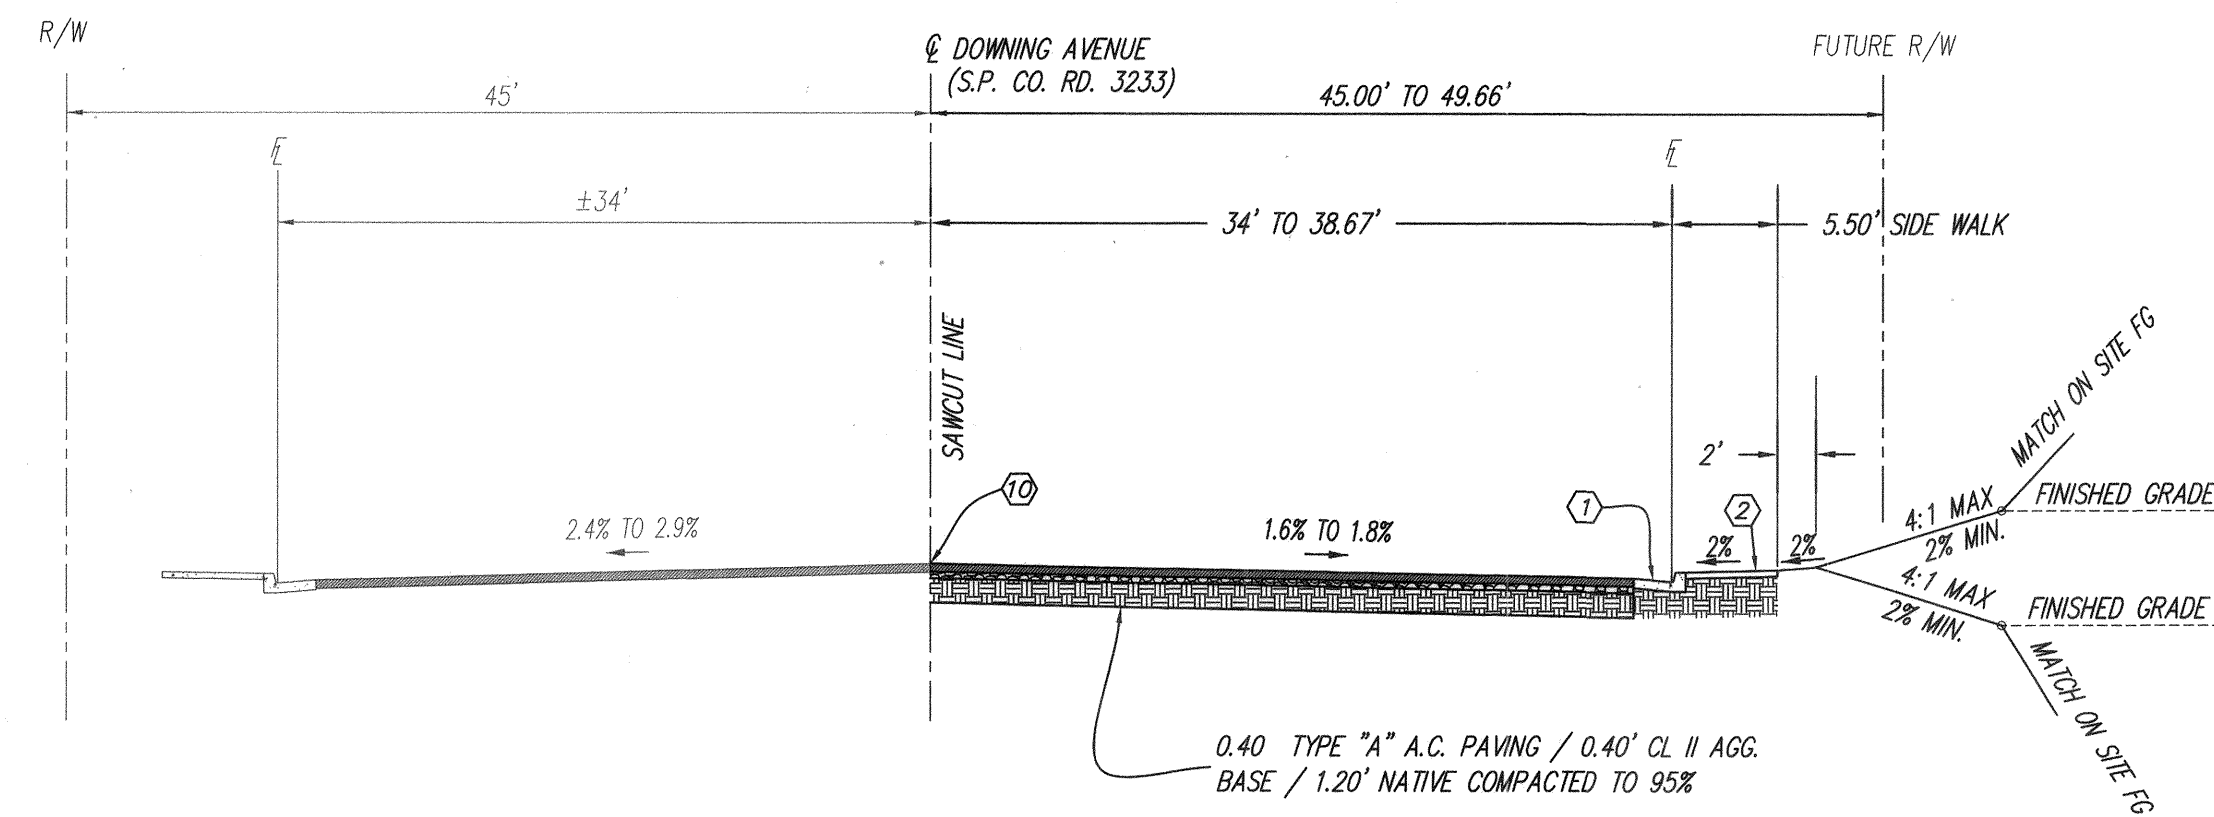 R/W
℄ DOWNING AVENUE
(S.P. CO. RD. 3233)
FUTURE R/W
45'
45.00' TO 49.66'
FL
FL
±34'
34' TO 38.67'
5.50' SIDE WALK
SAWCUT LINE
MATCH ON SITE FG
2'
10
1
2
4:1 MAX
2% MIN.
FINISHED GRADE
2.4% TO 2.9%
1.6% TO 1.8%
2%
2%
4:1 MAX
2% MIN.
FINISHED GRADE
MATCH ON SITE FG
0.40 TYPE "A" A.C. PAVING / 0.40' CL II AGG.
BASE / 1.20' NATIVE COMPACTED TO 95%